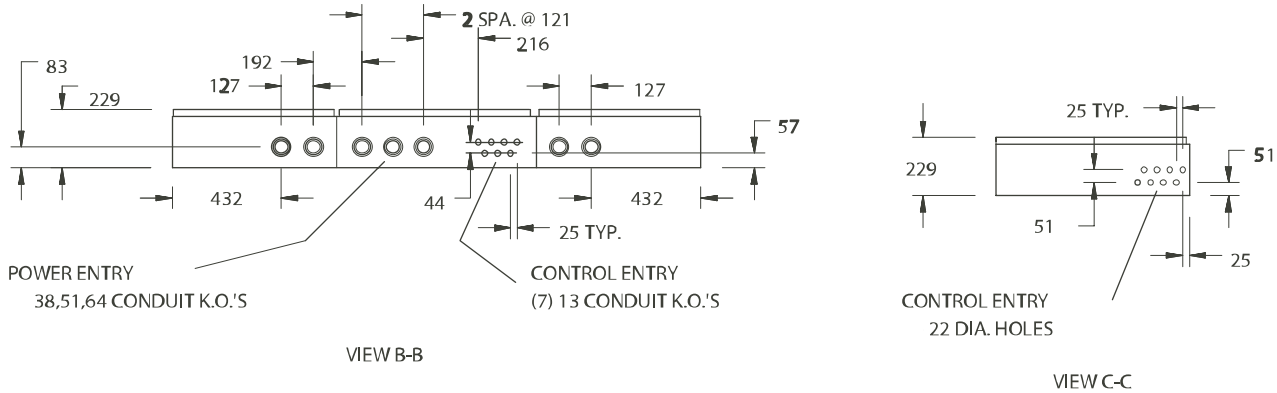 2 SPA. @ 121
216
192
83
127
127
229
25 TYP.
57
51
229
432
44
432
51
25 TYP.
25
POWER ENTRY
38,51,64 CONDUIT K.O.'S
CONTROL ENTRY
(7) 13 CONDUIT K.O.'S
CONTROL ENTRY
22 DIA. HOLES
VIEW B-B
VIEW C-C